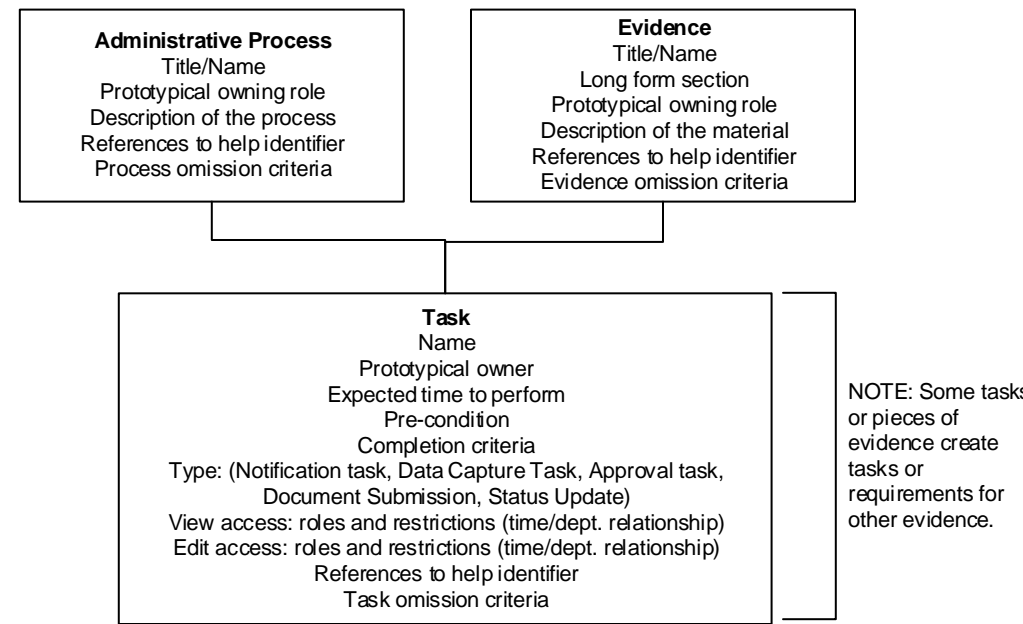 Administrative Process
Title/Name
Prototypical owning role
Description of the process
References to help identifier
Process omission criteria
Evidence
Title/Name
Long form section
Prototypical owning role
Description of the material
References to help identifier
Evidence omission criteria
Task
Name
Prototypical owner
Expected time to perform
Pre-condition
Completion criteria
Type: (Notification task, Data Capture Task, Approval task,
Document Submission, Status Update)
View access: roles and restrictions (time/dept. relationship)
Edit access: roles and restrictions (time/dept. relationship)
References to help identifier
Task omission criteria
NOTE: Some tasks
or pieces of
evidence create
tasks or
requirements for
other evidence.